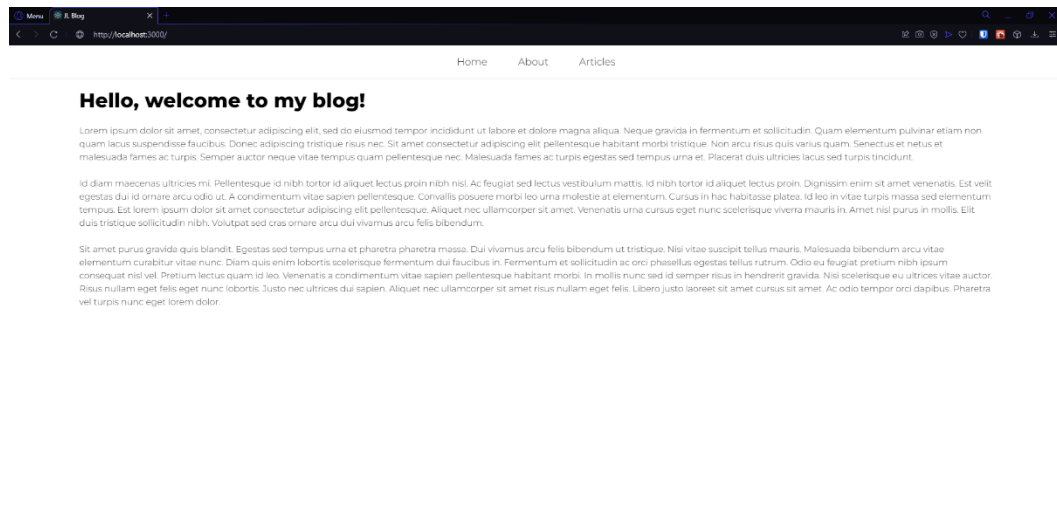 Menu JL Blog
http://localhost:3000/
Home About Articles
Hello, welcome to my blog!
Lorem ipsum dolor sit amet, consectetur adipiscing elit, sed do eiusmod tempor incididunt ut labore et dolore magna aliqua. Neque gravida in fermentum et sollicitudin. Quam elementum pulvinar etiam non
quam lacus suspendisse faucibus. Donec adipiscing tristique risus nec. Sit amet consectetur adipiscing elit pellentesque habitant morbi tristique. Non arcu risus quis varius quam. Senectus et netus et
malesuada fames ac turpis. Semper auctor neque vitae tempus quam pellentesque nec. Malesuada fames ac turpis egestas sed tempus urna et. Placerat duis ultricies lacus sed turpis tincidunt.
Id diam maecenas ultricies mi. Pellentesque id nibh tortor id aliquet lectus proin nibh nisl. Ac feugiat sed lectus vestibulum mattis. Id nibh tortor id aliquet lectus proin. Dignissim enim sit amet venenatis. Est velit
egestas dui id ornare arcu odio ut. A condimentum vitae sapien pellentesque. Convallis posuere morbi leo urna molestie at elementum. Cursus in hac habitasse platea. Id leo in vitae turpis massa sed elementum
tempus. Est lorem ipsum dolor sit amet consectetur adipiscing elit pellentesque. Aliquet nec ullamcorper sit amet. Venenatis urna cursus eget nunc scelerisque viverra mauris in. Amet nisl purus in mollis. Elit
duis tristique sollicitudin nibh. Volutpat sed cras ornare arcu dui vivamus arcu felis bibendum.
Sit amet purus gravida quis blandit. Egestas sed tempus urna et pharetra pharetra massa. Dui vivamus arcu felis bibendum ut tristique. Nisi vitae suscipit tellus mauris. Malesuada bibendum arcu vitae
elementum curabitur vitae nunc. Diam quis enim lobortis scelerisque fermentum dui faucibus in. Fermentum et sollicitudin ac orci phasellus egestas tellus rutrum. Odio eu feugiat pretium nibh ipsum
consequat nisl vel. Pretium lectus quam id leo. Venenatis a condimentum vitae sapien pellentesque habitant morbi. In mollis nunc sed id semper risus in hendrerit gravida. Nisi scelerisque eu ultrices vitae auctor.
Risus nullam eget felis eget nunc lobortis. Justo nec ultrices dui sapien. Aliquet nec ullamcorper sit amet risus nullam eget felis. Libero justo laoreet sit amet cursus sit amet. Ac odio tempor orci dapibus. Pharetra
vel turpis nunc eget lorem dolor.